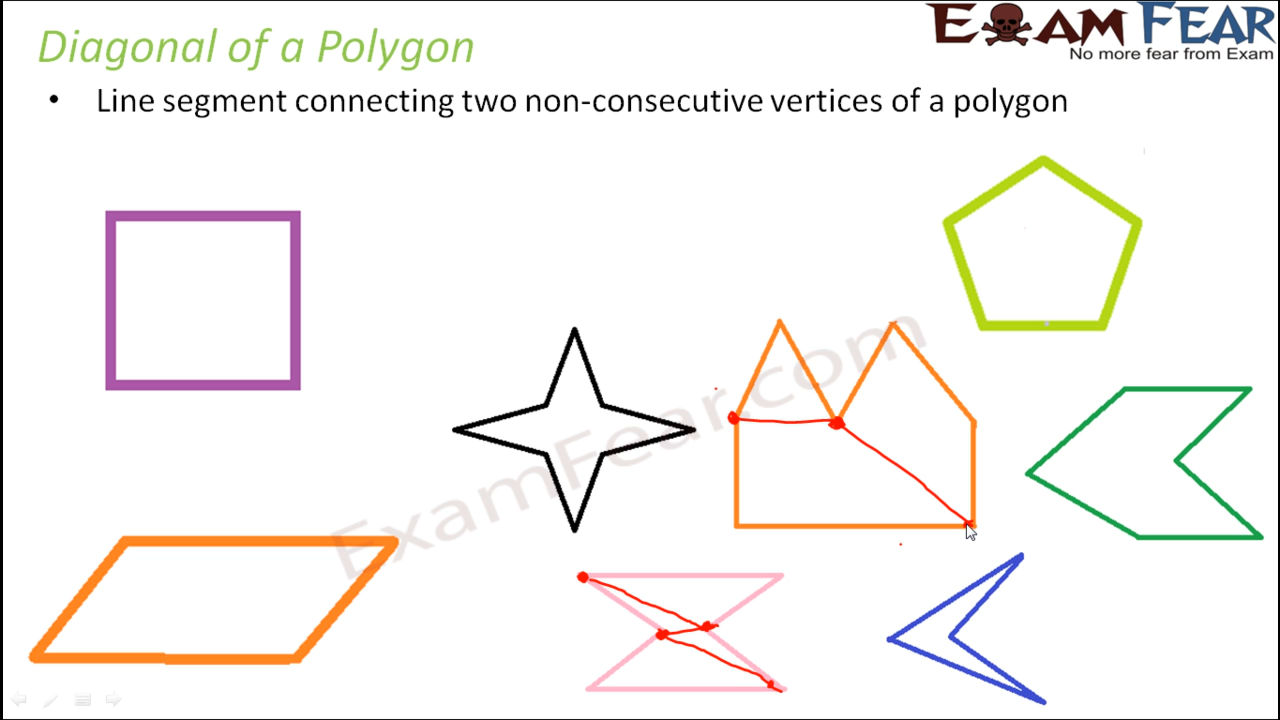 Diagonal of a Polygon
EXAM FEAR
No more fear from Exam
• Line segment connecting two non-consecutive vertices of a polygon
ExamFear.com